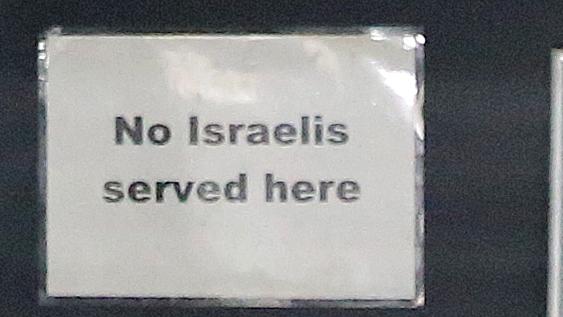 No Israelis
served here